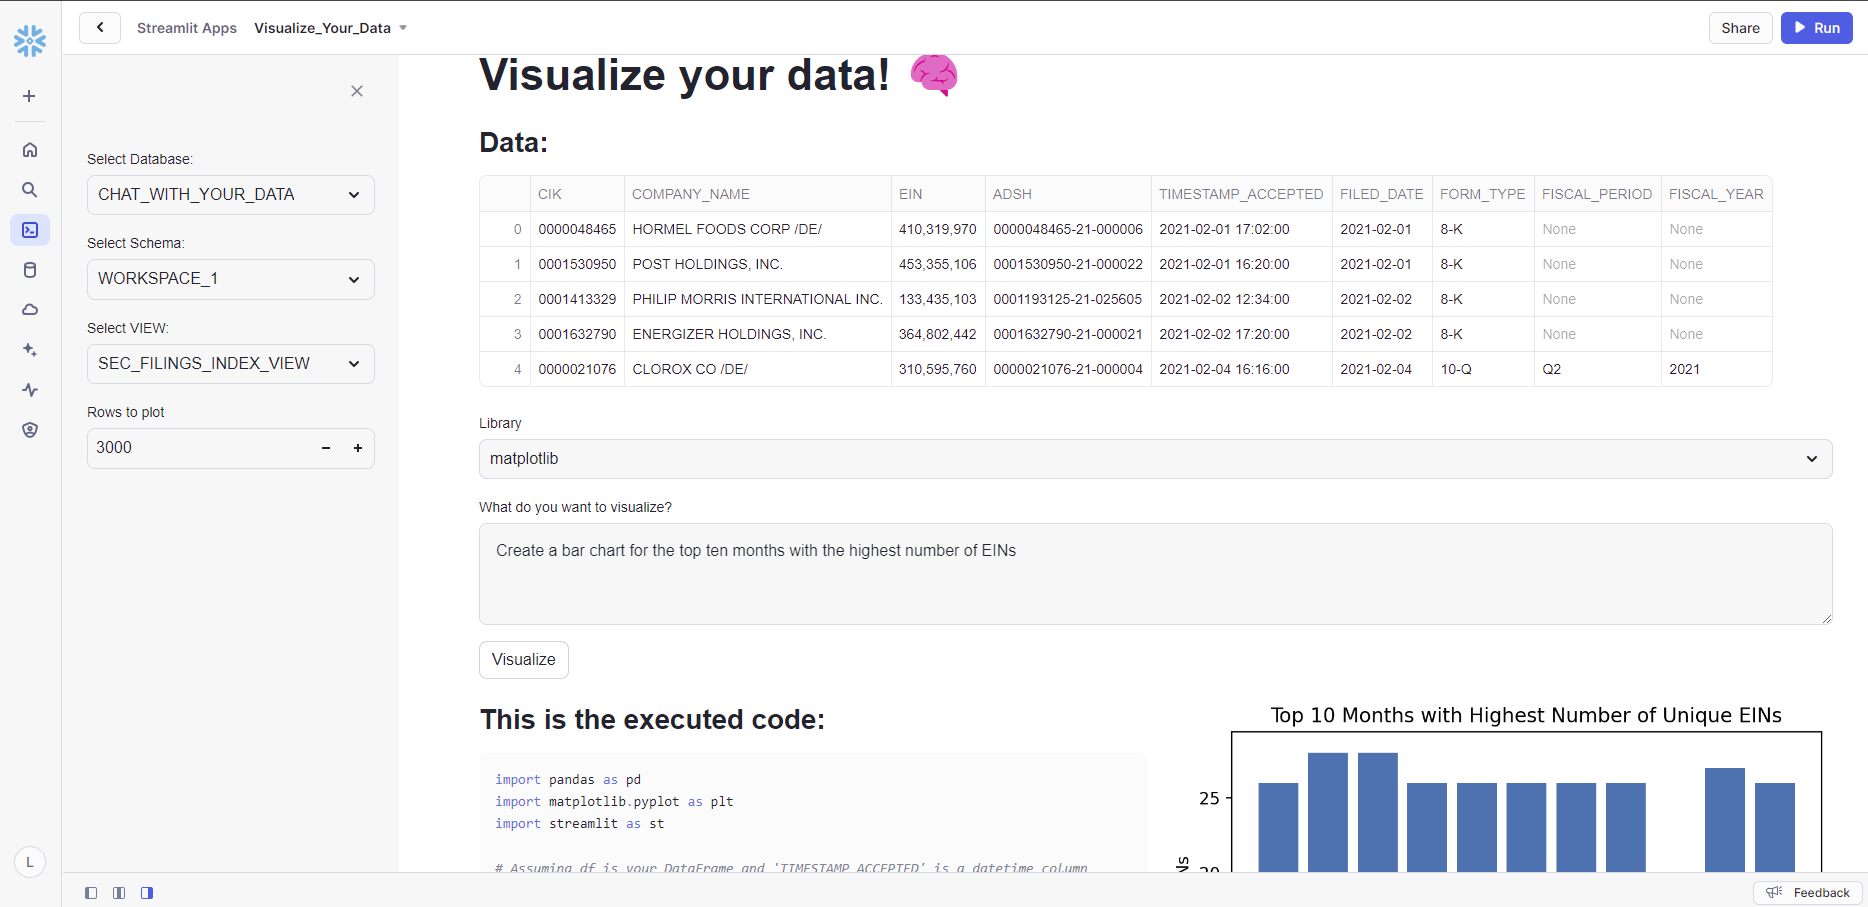 Streamlit Apps Visualize_Your_Data
Share
Run
Visualize your data!
Select Database:
CHAT_WITH_YOUR_DATA
Select Schema:
WORKSPACE_1
Select VIEW:
SEC_FILINGS_INDEX_VIEW
Rows to plot
3000 − +
Data:
CIK COMPANY_NAME EIN ADSH TIMESTAMP_ACCEPTED FILED_DATE FORM_TYPE FISCAL_PERIOD FISCAL_YEAR
0 0000048465 HORMEL FOODS CORP /DE/ 410,319,970 0000048465-21-000006 2021-02-01 17:02:00 2021-02-01 8-K None None
1 0001530950 POST HOLDINGS, INC. 453,355,106 0001530950-21-000022 2021-02-01 16:20:00 2021-02-01 8-K None None
2 0001413329 PHILIP MORRIS INTERNATIONAL INC. 133,435,103 0001193125-21-025605 2021-02-02 12:34:00 2021-02-02 8-K None None
3 0001632790 ENERGIZER HOLDINGS, INC. 364,802,442 0001632790-21-000021 2021-02-02 17:20:00 2021-02-02 8-K None None
4 0000021076 CLOROX CO /DE/ 310,595,760 0000021076-21-000004 2021-02-04 16:16:00 2021-02-04 10-Q Q2 2021
Library
matplotlib
What do you want to visualize?
Create a bar chart for the top ten months with the highest number of EINs
Visualize
This is the executed code:
import pandas as pd
import matplotlib.pyplot as plt
import streamlit as st
# Assuming df is your DataFrame and 'TIMESTAMP_ACCEPTED' is a datetime column
Top 10 Months with Highest Number of Unique EINs
25
20
Ns
L
Feedback